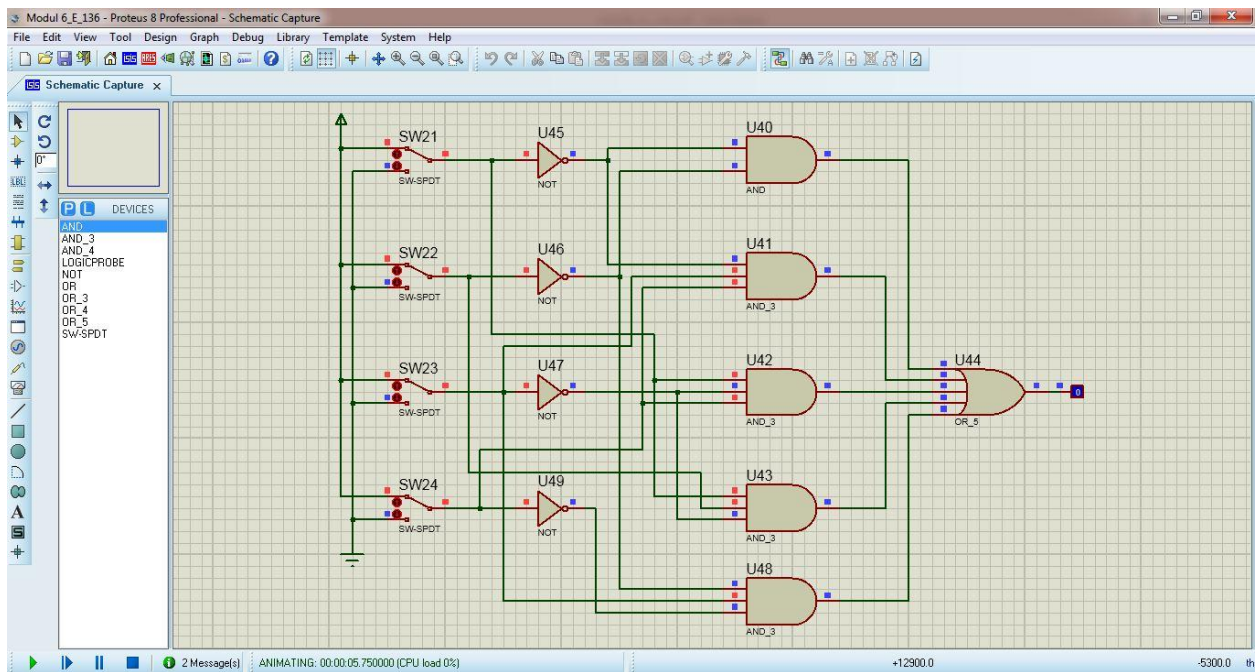 Modul 6_E_136 - Proteus 8 Professional - Schematic Capture
File Edit View Tool Design Graph Debug Library Template System Help
Schematic Capture x
0°
LBL
P L DEVICES
AND
AND_3
AND_4
LOGICPROBE
NOT
OR
OR_3
OR_4
OR_5
SW-SPDT
A
S
SW21
SW-SPDT
U45
NOT
U40
AND
SW22
SW-SPDT
U46
NOT
U41
AND_3
SW23
SW-SPDT
U47
NOT
U42
AND_3
U44
OR_5
0
SW24
SW-SPDT
U49
NOT
U43
AND_3
U48
AND_3
2 Message(s) ANIMATING: 00:00:05.750000 (CPU load 0%) +12900.0 -5300.0 th